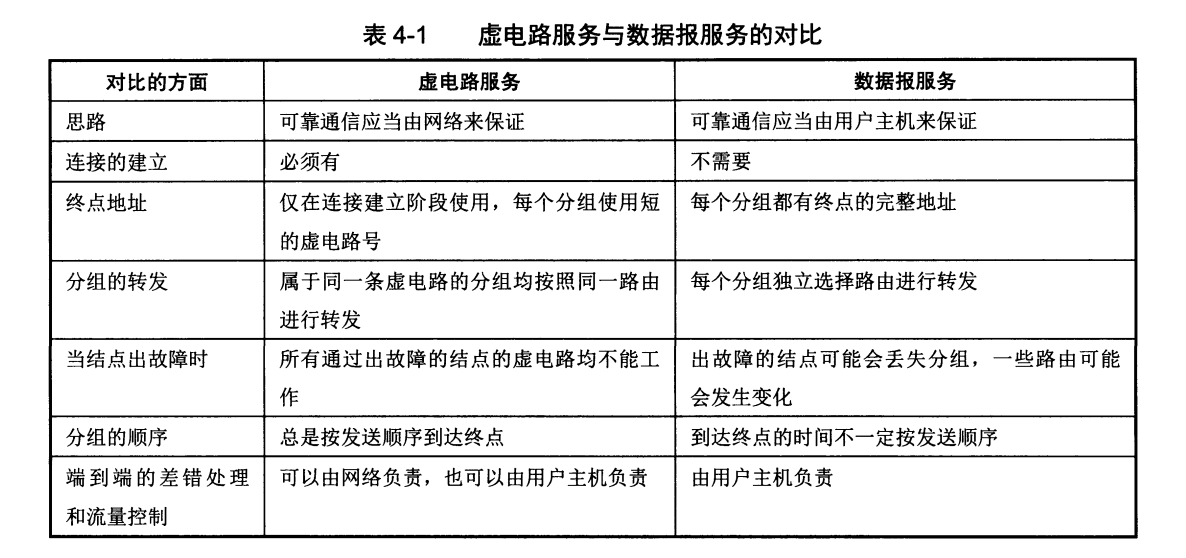 表 4-1 虚电路服务与数据报服务的对比
对比的方面 虚电路服务 数据报服务
思路 可靠通信应当由网络来保证 可靠通信应当由用户主机来保证
连接的建立 必须有 不需要
终点地址 仅在连接建立阶段使用，每个分组使用短 每个分组都有终点的完整地址
的虚电路号
分组的转发 属于同一条虚电路的分组均按照同一路由 每个分组独立选择路由进行转发
进行转发
当结点出故障时 所有通过出故障的结点的虚电路均不能工 出故障的结点可能会丢失分组，一些路由可能
作 会发生变化
分组的顺序 总是按发送顺序到达终点 到达终点的时间不一定按发送顺序
端到端的差错处理 可以由网络负责，也可以由用户主机负责 由用户主机负责
和流量控制